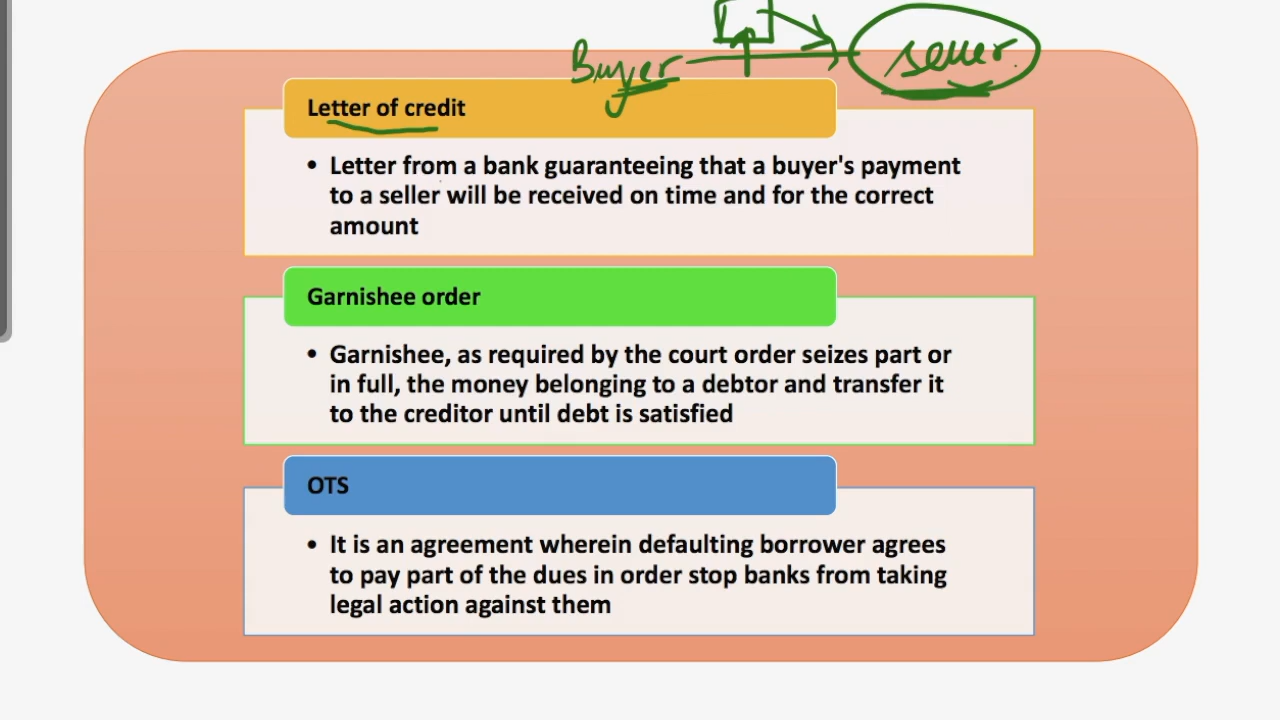 Buyer
seller
Letter of credit
• Letter from a bank guaranteeing that a buyer's payment
to a seller will be received on time and for the correct
amount
Garnishee order
• Garnishee, as required by the court order seizes part or
in full, the money belonging to a debtor and transfer it
to the creditor until debt is satisfied
OTS
• It is an agreement wherein defaulting borrower agrees
to pay part of the dues in order stop banks from taking
legal action against them